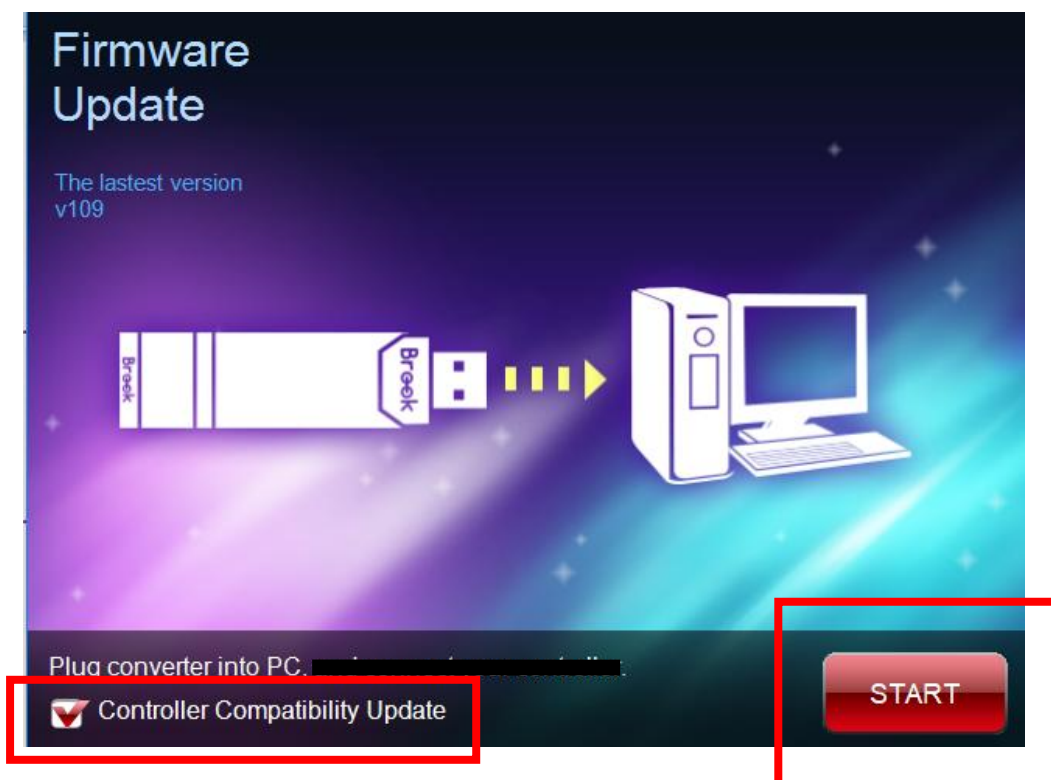 Firmware
Update
The lastest version
v109
Brook
Brook
Plug converter into PC,
Controller Compatibility Update
START